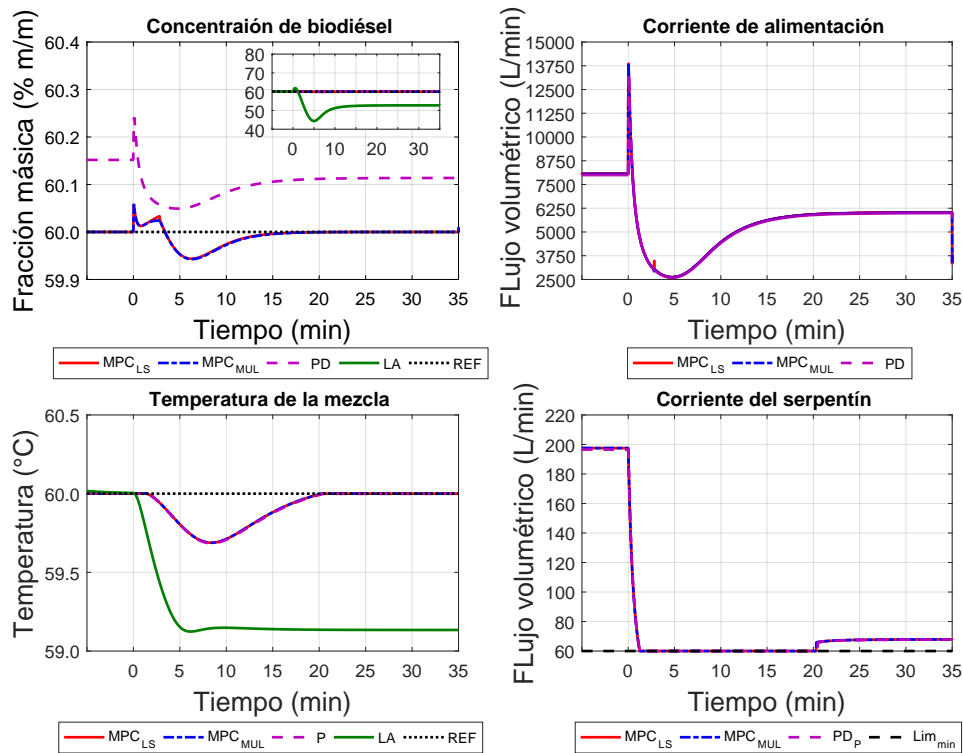 Concentraión de biodiésel
Fracción másica (% m/m)
60.4
60.3
60.2
60.1
60.0
59.9
80
70
60
50
40
0 10 20 30
0 5 10 15 20 25 30 35
Tiempo (min)
MPC_LS MPC_MUL PD LA REF
Corriente de alimentación
FLujo volumétrico (L/min)
15000
13750
12500
11250
10000
8750
7500
6250
5000
3750
2500
0 5 10 15 20 25 30 35
Tiempo (min)
MPC_LS MPC_MUL PD
Temperatura de la mezcla
Temperatura (°C)
60.5
60.0
59.5
59.0
0 5 10 15 20 25 30 35
Tiempo (min)
MPC_LS MPC_MUL P LA REF
Corriente del serpentín
FLujo volumétrico (L/min)
220
200
180
160
140
120
100
80
60
0 5 10 15 20 25 30 35
Tiempo (min)
MPC_LS MPC_MUL PD_P Lim_min